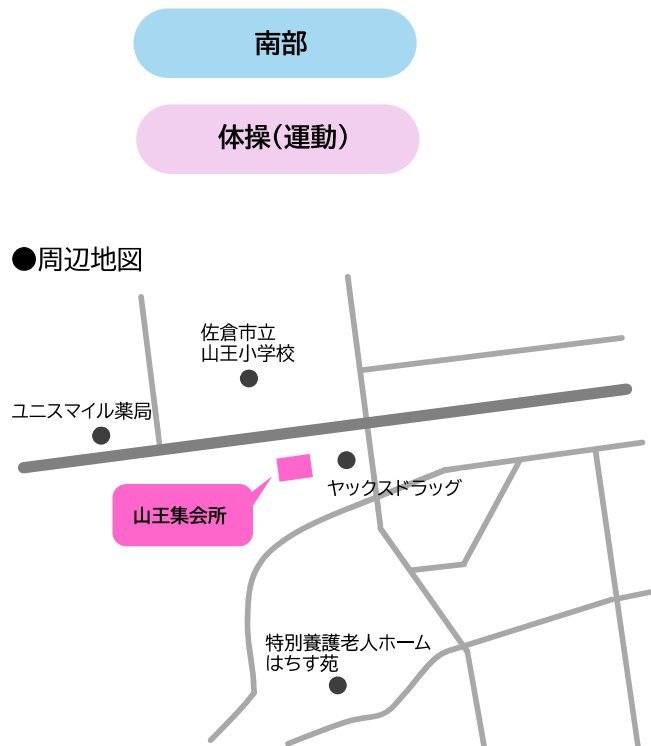 南部
体操(運動)
●周辺地図
佐倉市立
山王小学校
ユニスマイル薬局
ヤックスドラッグ
山王集会所
特別養護老人ホーム
はちす苑